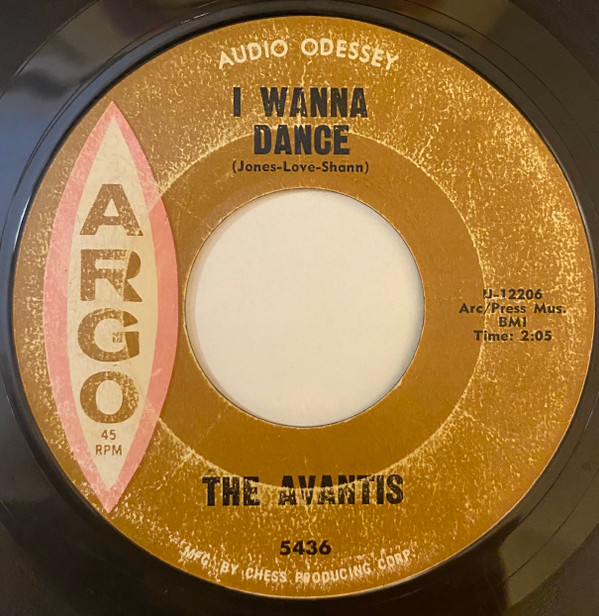 AUDIO ODESSEY
I WANNA
DANCE
(Jones-Love-Shann)
ARGO
45
RPM
U-12206
Arc/Press Mus.
BMI
Time: 2:05
THE AVANTIS
5436
MFG. BY CHESS PRODUCING CORP.